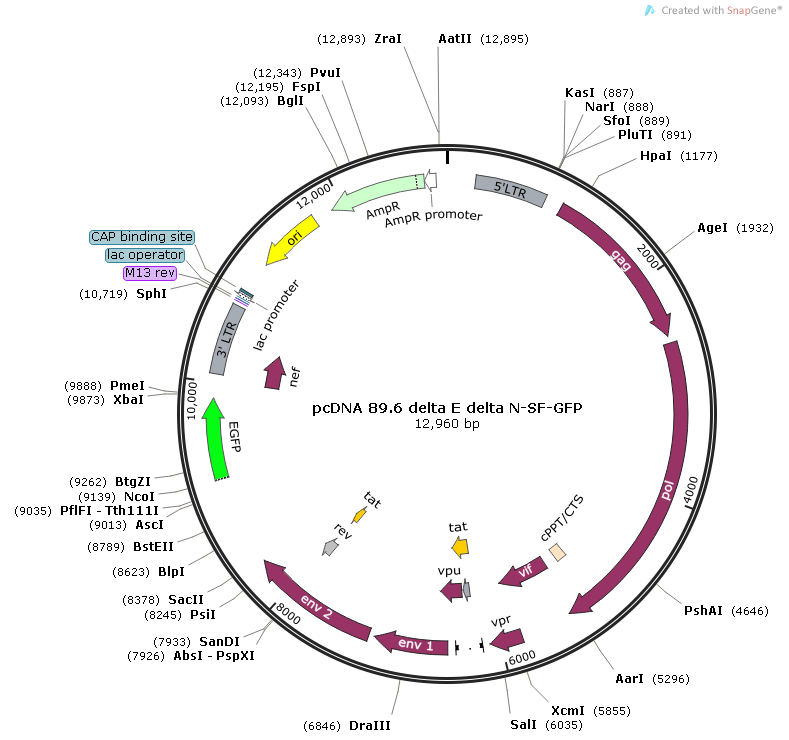 Created with SnapGene®
(12,893) ZraI
AatII (12,895)
(12,343) PvuI
(12,195) FspI
(12,093) BglI
KasI (887)
NarI (888)
SfoI (889)
PluTI (891)
HpaI (1177)
AgeI (1932)
12,000
AmpR
AmpR promoter
5'LTR
gag
2000
ori
CAP binding site
lac operator
M13 rev
(10,719) SphI
lac promoter
3' LTR
nef
(9888) PmeI
(9873) XbaI
10,000
pcDNA 89.6 delta E delta N-SF-GFP
12,960 bp
EGFP
pol
4000
(9262) BtgZI
(9139) NcoI
(9035) PflFI - Tth111I
(9013) AscI
(8789) BstEII
(8623) BlpI
(8378) SacII
(8245) PsiI
(7933) SanDI
(7926) AbsI - PspXI
tat
rev
tat
cPPT/CTS
vpu
vif
vpr
env 2
env 1
8000
6000
PshAI (4646)
AarI (5296)
XcmI (5855)
SalI (6035)
(6846) DraIII